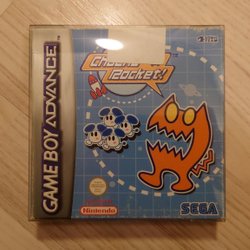 ChuChu
Rocket!
GAME BOY ADVANCE
Nintendo
SEGA